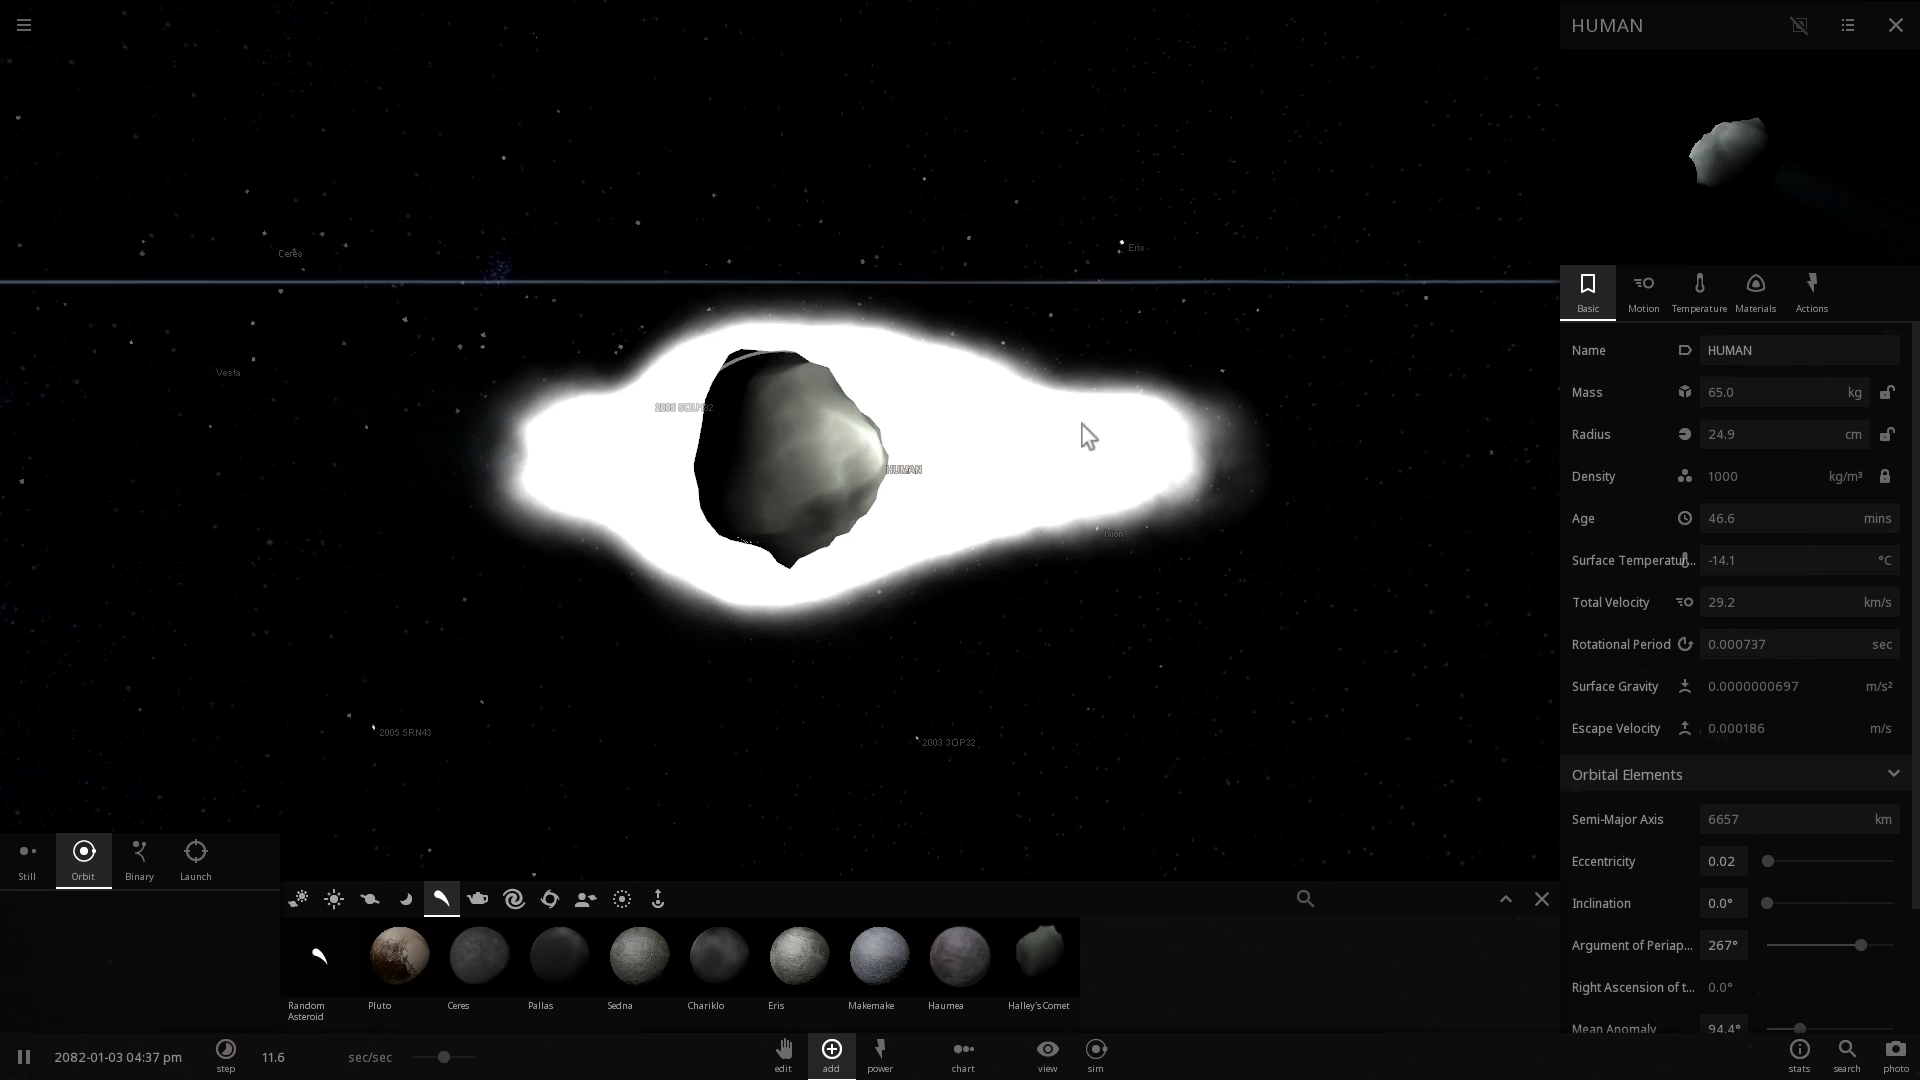 HUMAN
Ceres
Eris
Vesta
HUMAN
Ixion
2005 SRN43
2003 3OP32
Basic
Motion
Temperature
Materials
Actions
Name
HUMAN
Mass
65.0
kg
Radius
24.9
cm
Density
1000
kg/m³
Age
46.6
mins
Surface Temperatur...
-14.1
°C
Total Velocity
29.2
km/s
Rotational Period
0.000737
sec
Surface Gravity
0.0000000697
m/s²
Escape Velocity
0.000186
m/s
Orbital Elements
Semi-Major Axis
6657
km
Eccentricity
0.02
Inclination
0.0°
Argument of Periap...
267°
Right Ascension of t...
0.0°
Mean Anomaly
94.4°
Still
Orbit
Binary
Launch
Random
Asteroid
Pluto
Ceres
Pallas
Sedna
Chariklo
Eris
Makemake
Haumea
Halley's Comet
2082-01-03 04:37 pm
step
11.6
sec/sec
edit
add
power
chart
view
sim
stats
search
photo